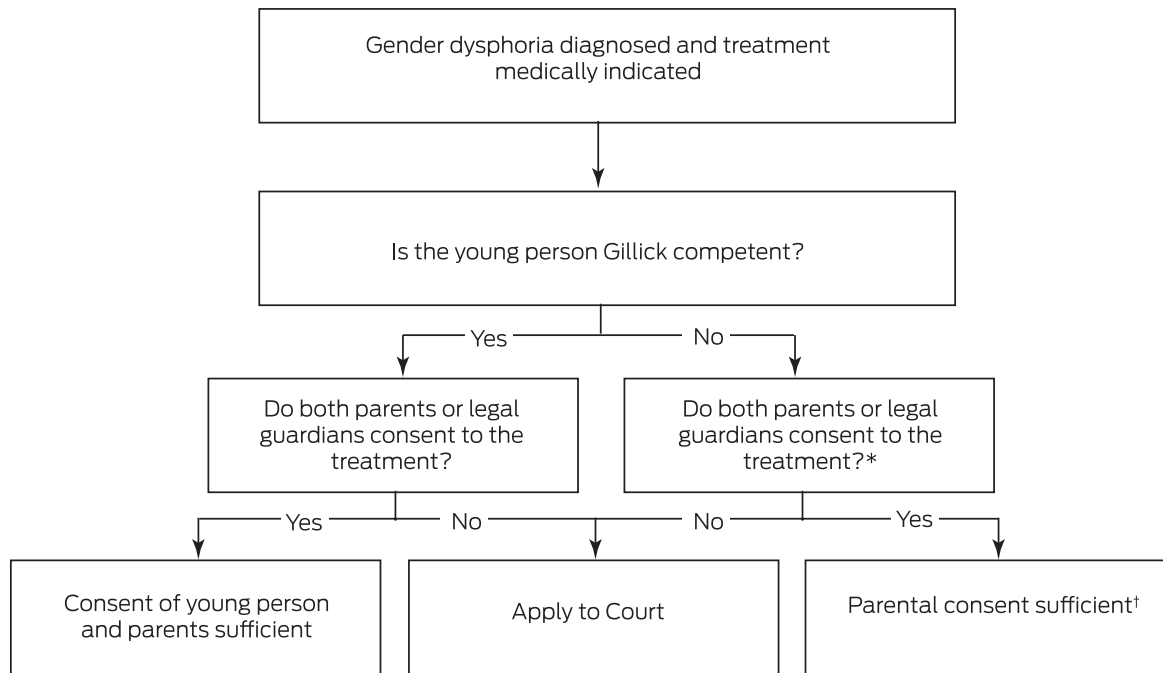 Gender dysphoria diagnosed and treatment
medically indicated
Is the young person Gillick competent?
Yes
No
Do both parents or legal
guardians consent to the
treatment?
Do both parents or legal
guardians consent to the
treatment?*
Yes
No
No
Yes
Consent of young person
and parents sufficient
Apply to Court
Parental consent sufficient†